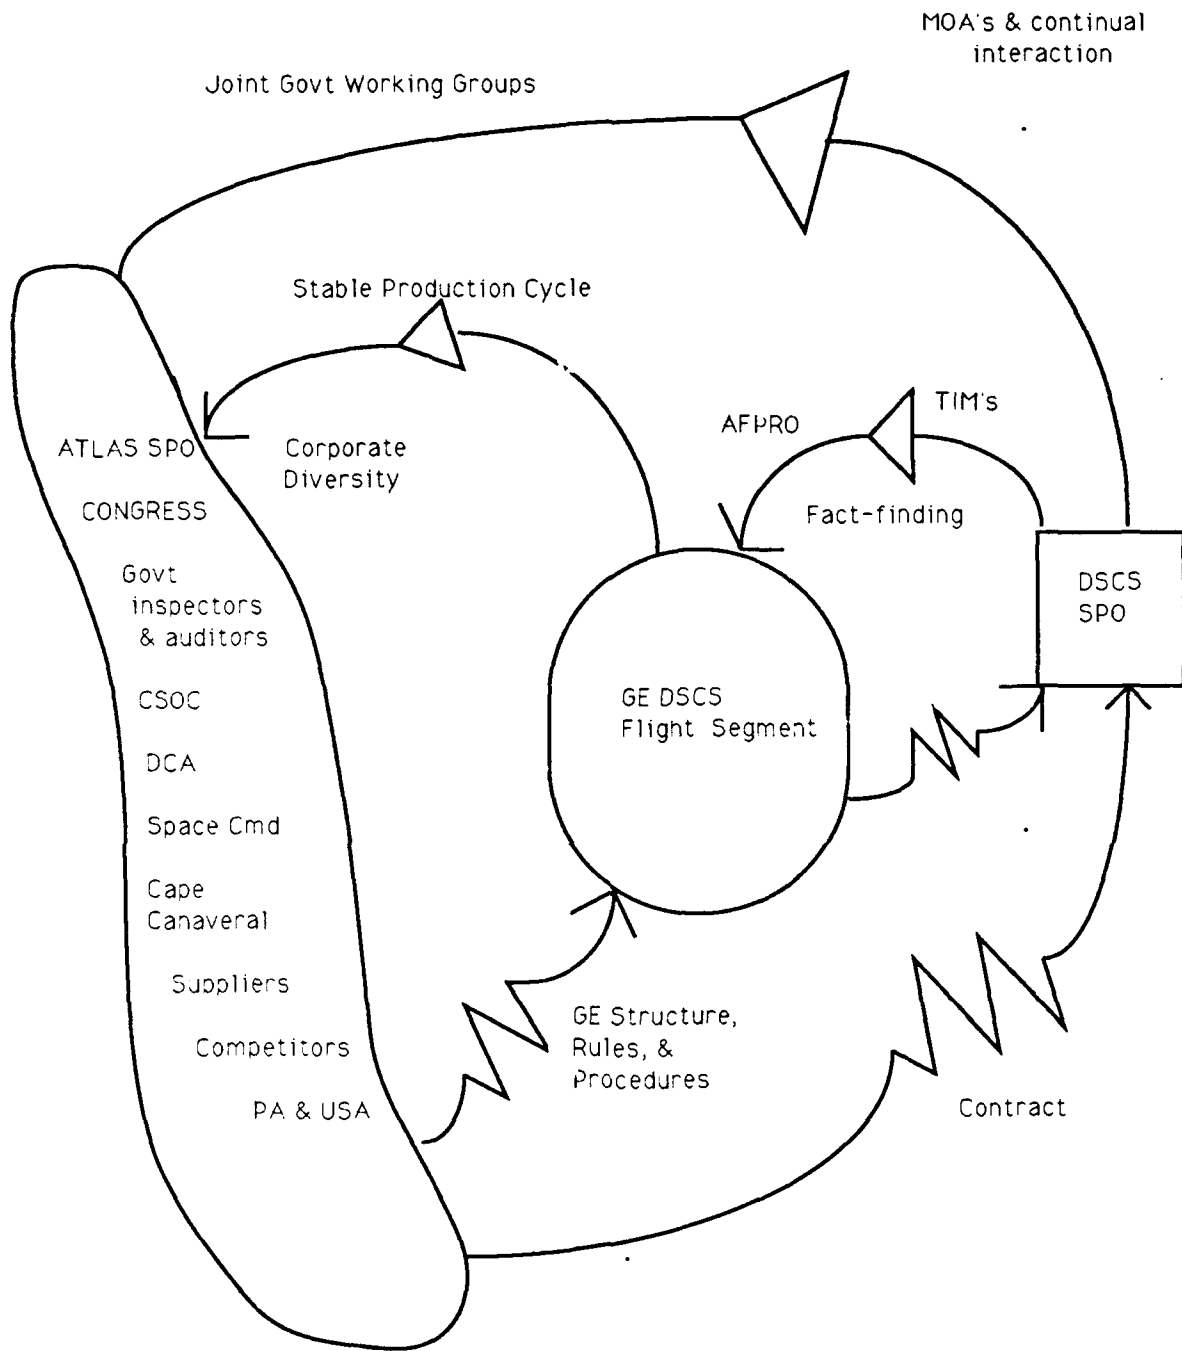 MOA's & continual
interaction
Joint Govt Working Groups
Stable Production Cycle
TIM's
AFPRO
ATLAS SPO
Corporate
Diversity
CONGRESS
Fact-finding
Govt
inspectors
& auditors
DSCS
SPO
CSOC
GE DSCS
Flight Segment
DCA
Space Cmd
Cape
Canaveral
Suppliers
GE Structure,
Rules, &
Procedures
Competitors
PA & USA
Contract